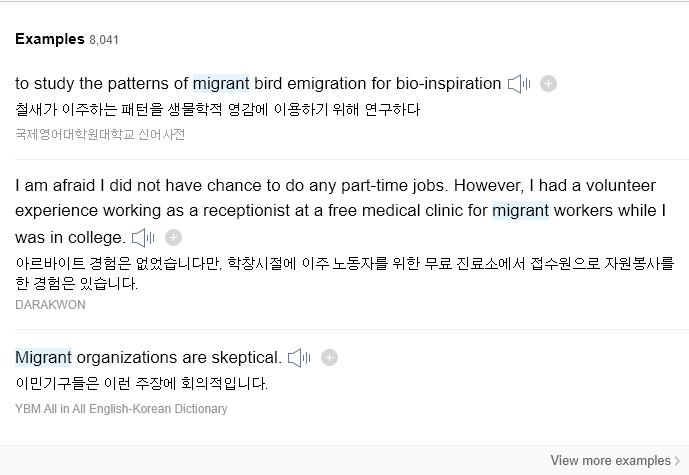 Examples 8,041
to study the patterns of migrant bird emigration for bio-inspiration
철새가 이주하는 패턴을 생물학적 영감에 이용하기 위해 연구하다
국제영어대학원대학교 신어사전
I am afraid I did not have chance to do any part-time jobs. However, I had a volunteer
experience working as a receptionist at a free medical clinic for migrant workers while I
was in college.
아르바이트 경험은 없었습니다만, 학창시절에 이주 노동자를 위한 무료 진료소에서 접수원으로 자원봉사를
한 경험은 있습니다.
DARAKWON
Migrant organizations are skeptical.
이민기구들은 이런 주장에 회의적입니다.
YBM All in All English-Korean Dictionary
View more examples